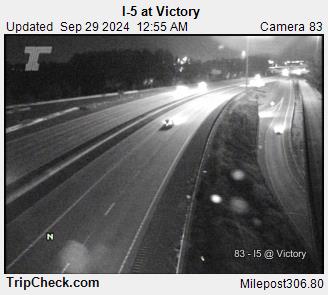 I-5 at Victory
Updated Sep 29 2024 12:55 AM Camera 83
T
N
83 - I5 @ Victory
TripCheck.com Milepost306.80